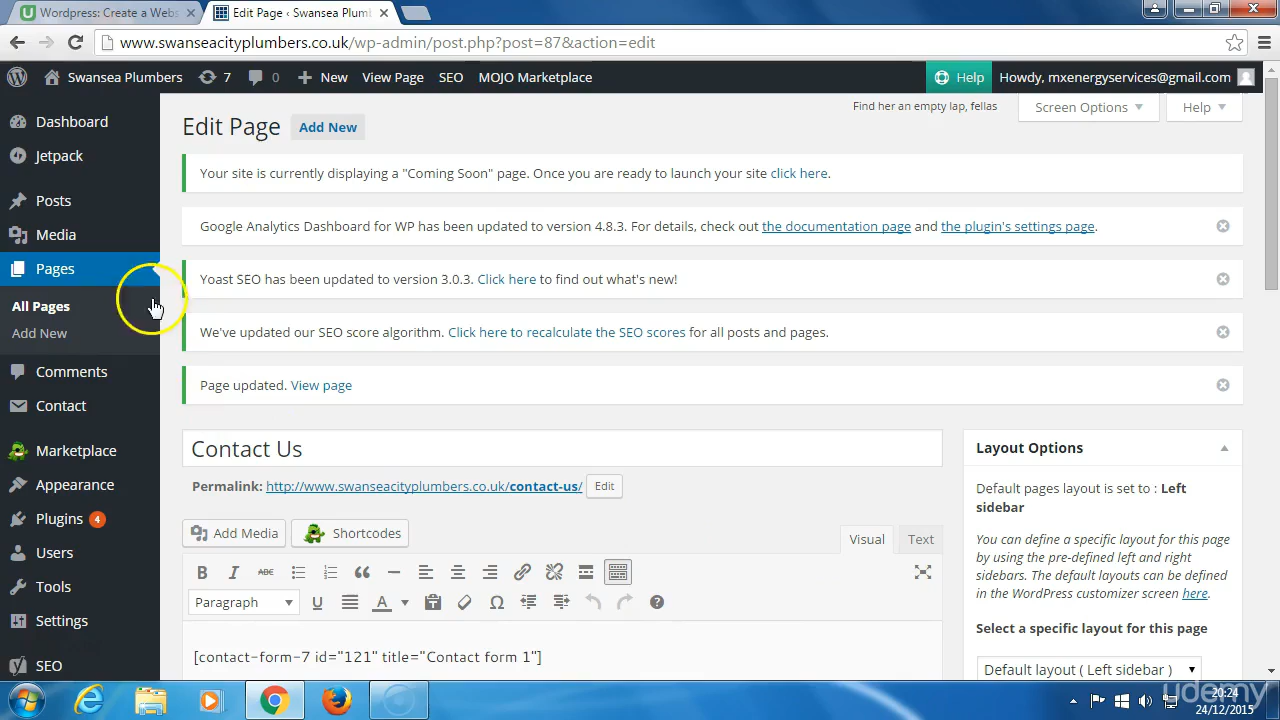 Wordpress: Create a Webs
Edit Page ‹ Swansea Plumb
www.swanseacityplumbers.co.uk/wp-admin/post.php?post=87&action=edit
Swansea Plumbers 7 0 New View Page SEO MOJO Marketplace Help Howdy, mxenergyservices@gmail.com
Find her an empty lap, fellas
Screen Options
Help
Dashboard
Jetpack
Posts
Media
Pages
All Pages
Add New
Comments
Contact
Marketplace
Appearance
Plugins 4
Users
Tools
Settings
SEO
Edit Page Add New
Your site is currently displaying a "Coming Soon" page. Once you are ready to launch your site click here.
Google Analytics Dashboard for WP has been updated to version 4.8.3. For details, check out the documentation page and the plugin's settings page.
Yoast SEO has been updated to version 3.0.3. Click here to find out what's new!
We've updated our SEO score algorithm. Click here to recalculate the SEO scores for all posts and pages.
Page updated. View page
Contact Us
Permalink: http://www.swanseacityplumbers.co.uk/contact-us/ Edit
Add Media Shortcodes
Visual Text
B I ABC
Paragraph U A
[contact-form-7 id="121" title="Contact form 1"]
Layout Options
Default pages layout is set to : Left
sidebar
You can define a specific layout for this page
by using the pre-defined left and right
sidebars. The default layouts can be defined
in the WordPress customizer screen here.
Select a specific layout for this page
Default layout ( Left sidebar )
udemy
20:24
24/12/2015